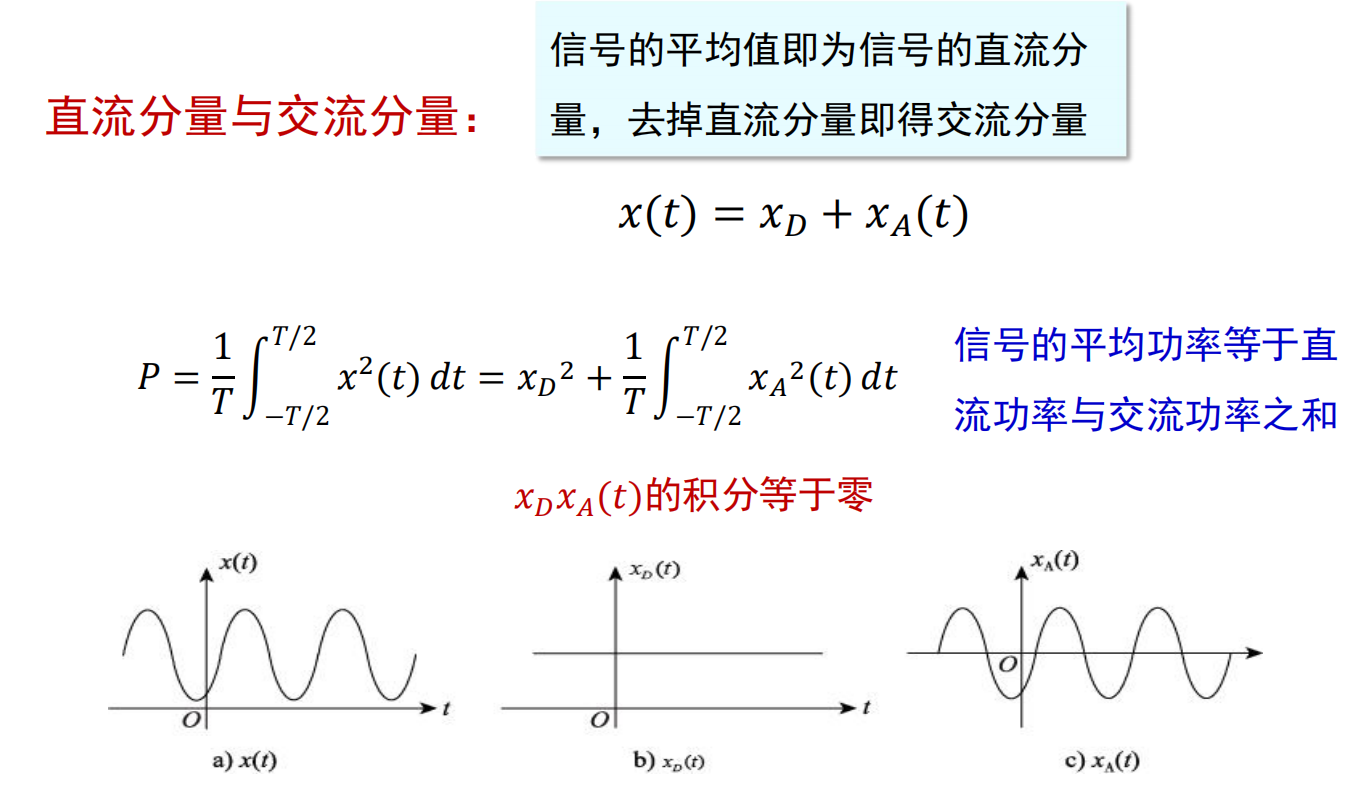 信号的平均值即为信号的直流分
量，去掉直流分量即得交流分量
直流分量与交流分量：
x(t) = x_D + x_A(t)
P = \frac{1}{T} \int_{-T/2}^{T/2} x^2(t) dt = x_D^2 + \frac{1}{T} \int_{-T/2}^{T/2} x_A^2(t) dt
信号的平均功率等于直
流功率与交流功率之和
x_D x_A(t)的积分等于零
x(t)
O
t
a) x(t)
x_D(t)
O
t
b) x_D(t)
x_A(t)
O
c) x_A(t)